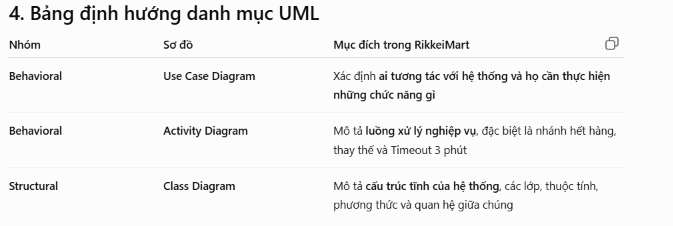 4. Bảng định hướng danh mục UML
Nhóm Sơ đồ Mục đích trong RikkeiMart
Behavioral Use Case Diagram Xác định ai tương tác với hệ thống và họ cần thực hiện
những chức năng gì
Behavioral Activity Diagram Mô tả luồng xử lý nghiệp vụ, đặc biệt là nhánh hết hàng,
thay thế và Timeout 3 phút
Structural Class Diagram Mô tả cấu trúc tĩnh của hệ thống, các lớp, thuộc tính,
phương thức và quan hệ giữa chúng